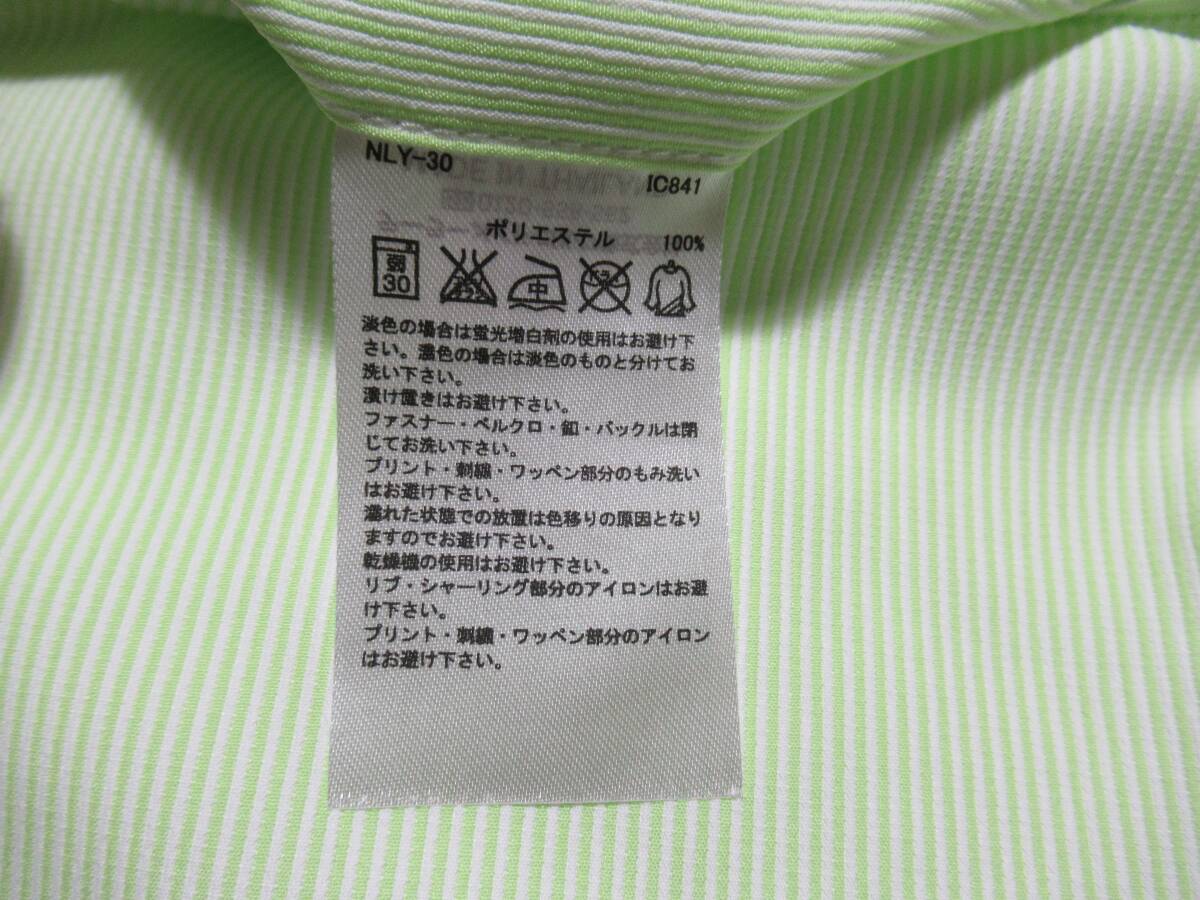 NLY-30
IC841
ポリエステル 100%
弱
30
エンソ
サラシ
中
ドライ
淡色の場合は蛍光増白剤の使用はお避け下
さい。濃色の場合は淡色のものと分けてお
洗い下さい。
漬け置きはお避け下さい。
ファスナー・ベルクロ・釦・バックルは閉
じてお洗い下さい。
プリント・刺繍・ワッペン部分のもみ洗い
はお避け下さい。
濡れた状態での放置は色移りの原因となり
ますのでお避け下さい。
乾燥機の使用はお避け下さい。
リブ・シャーリング部分のアイロンはお避
け下さい。
プリント・刺繍・ワッペン部分のアイロン
はお避け下さい。